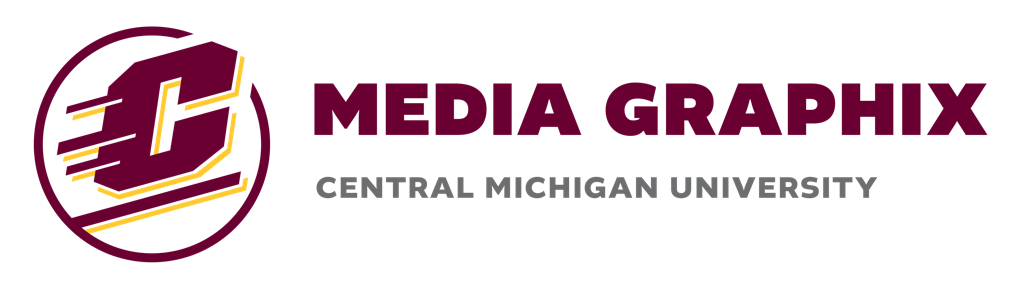 C
MEDIA GRAPHIX
CENTRAL MICHIGAN UNIVERSITY